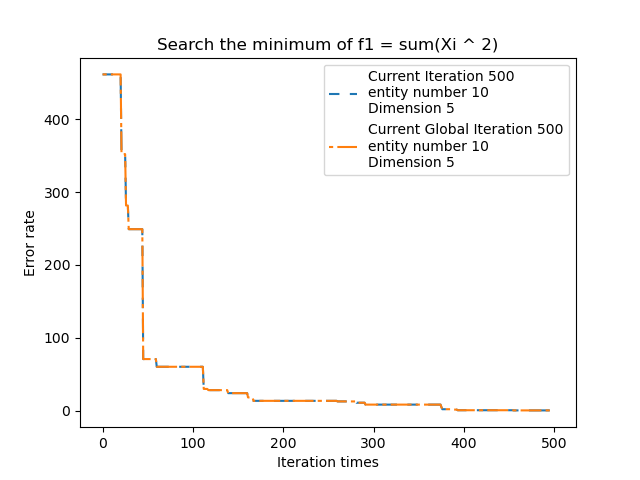 Search the minimum of f1 = sum(Xi ^ 2)
Current Iteration 500
entity number 10
Dimension 5
Current Global Iteration 500
entity number 10
Dimension 5
Error rate
400
300
200
100
0
0 100 200 300 400 500
Iteration times